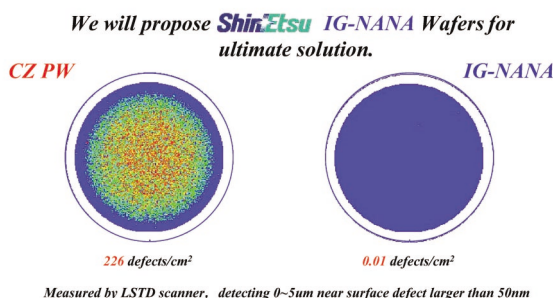 We will propose ShinEtsu IG-NANA Wafers for
ultimate solution.
CZ PW
IG-NANA
226 defects/cm²
0.01 defects/cm²
Measured by LSTD scanner, detecting 0~5um near surface defect larger than 50nm